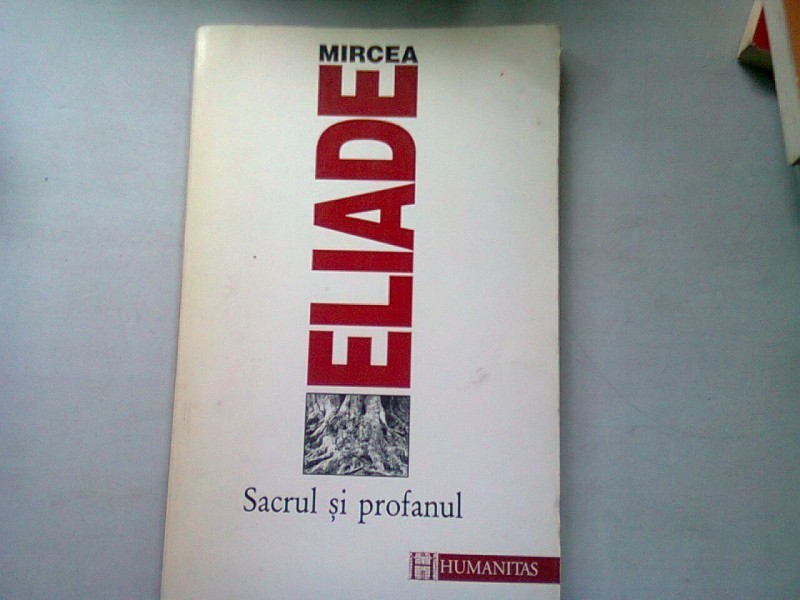 MIRCEA
ELIADE
Sacrul și profanul
HUMANITAS